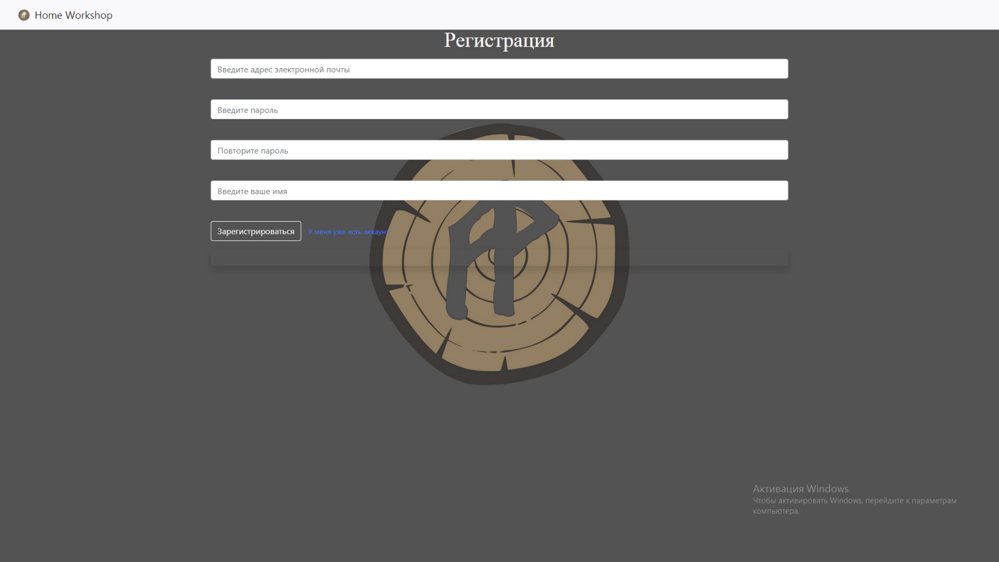 Home Workshop
Регистрация
Введите адрес электронной почты
Введите пароль
Повторите пароль
Введите ваше имя
Зарегистрироваться
У меня уже есть аккаунт
Активация Windows
Чтобы активировать Windows, перейдите к параметрам
компьютера.